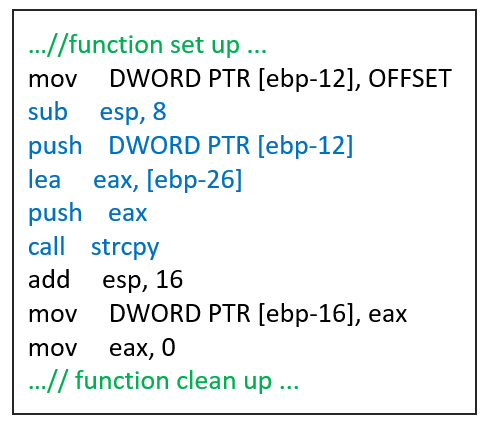 …//function set up ...
mov DWORD PTR [ebp-12], OFFSET
sub esp, 8
push DWORD PTR [ebp-12]
lea eax, [ebp-26]
push eax
call strcpy
add esp, 16
mov DWORD PTR [ebp-16], eax
mov eax, 0
…// function clean up ...